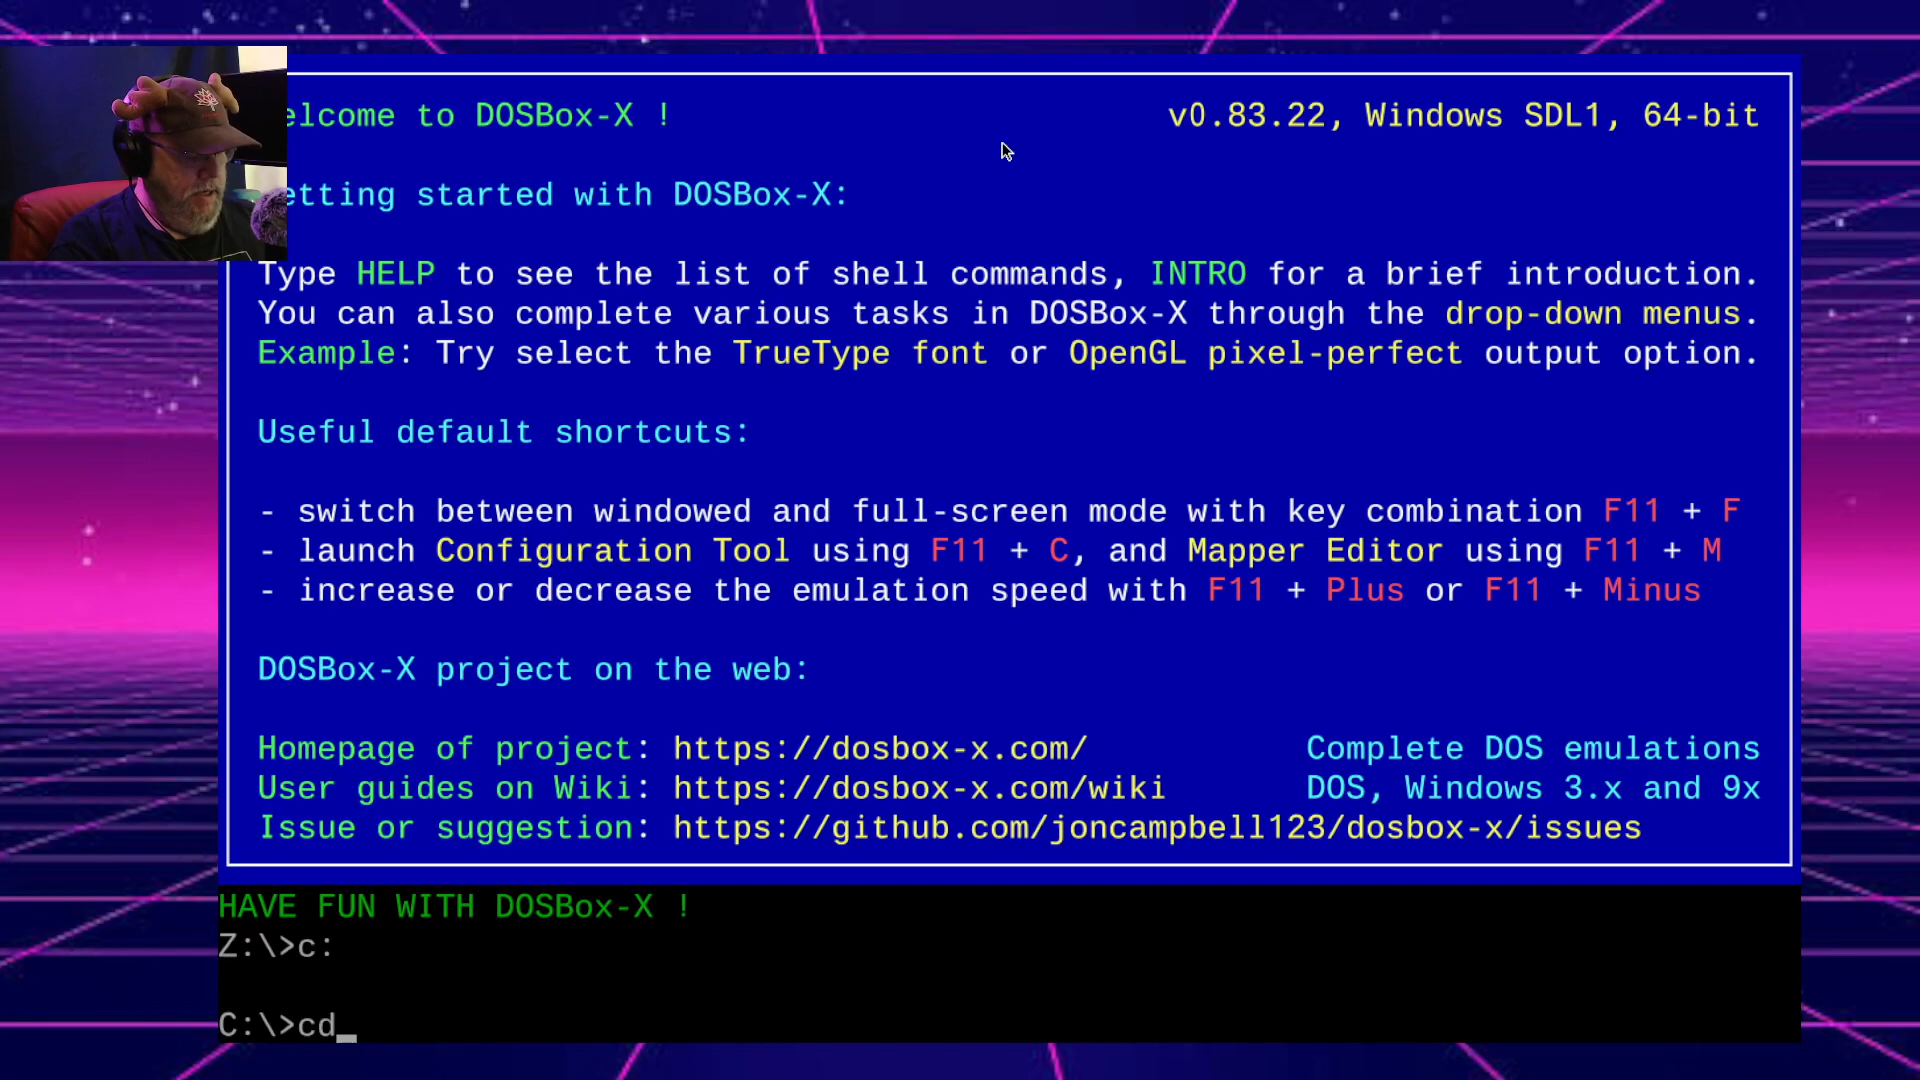 elcome to DOSBox-X ! v0.83.22, Windows SDL1, 64-bit
etting started with DOSBox-X:
Type HELP to see the list of shell commands, INTRO for a brief introduction.
You can also complete various tasks in DOSBox-X through the drop-down menus.
Example: Try select the TrueType font or OpenGL pixel-perfect output option.
Useful default shortcuts:
- switch between windowed and full-screen mode with key combination F11 + F
- launch Configuration Tool using F11 + C, and Mapper Editor using F11 + M
- increase or decrease the emulation speed with F11 + Plus or F11 + Minus
DOSBox-X project on the web:
Homepage of project: https://dosbox-x.com/ Complete DOS emulations
User guides on Wiki: https://dosbox-x.com/wiki DOS, Windows 3.x and 9x
Issue or suggestion: https://github.com/joncampbell123/dosbox-x/issues
HAVE FUN WITH DOSBox-X !
Z:\>c:
C:\>cd_